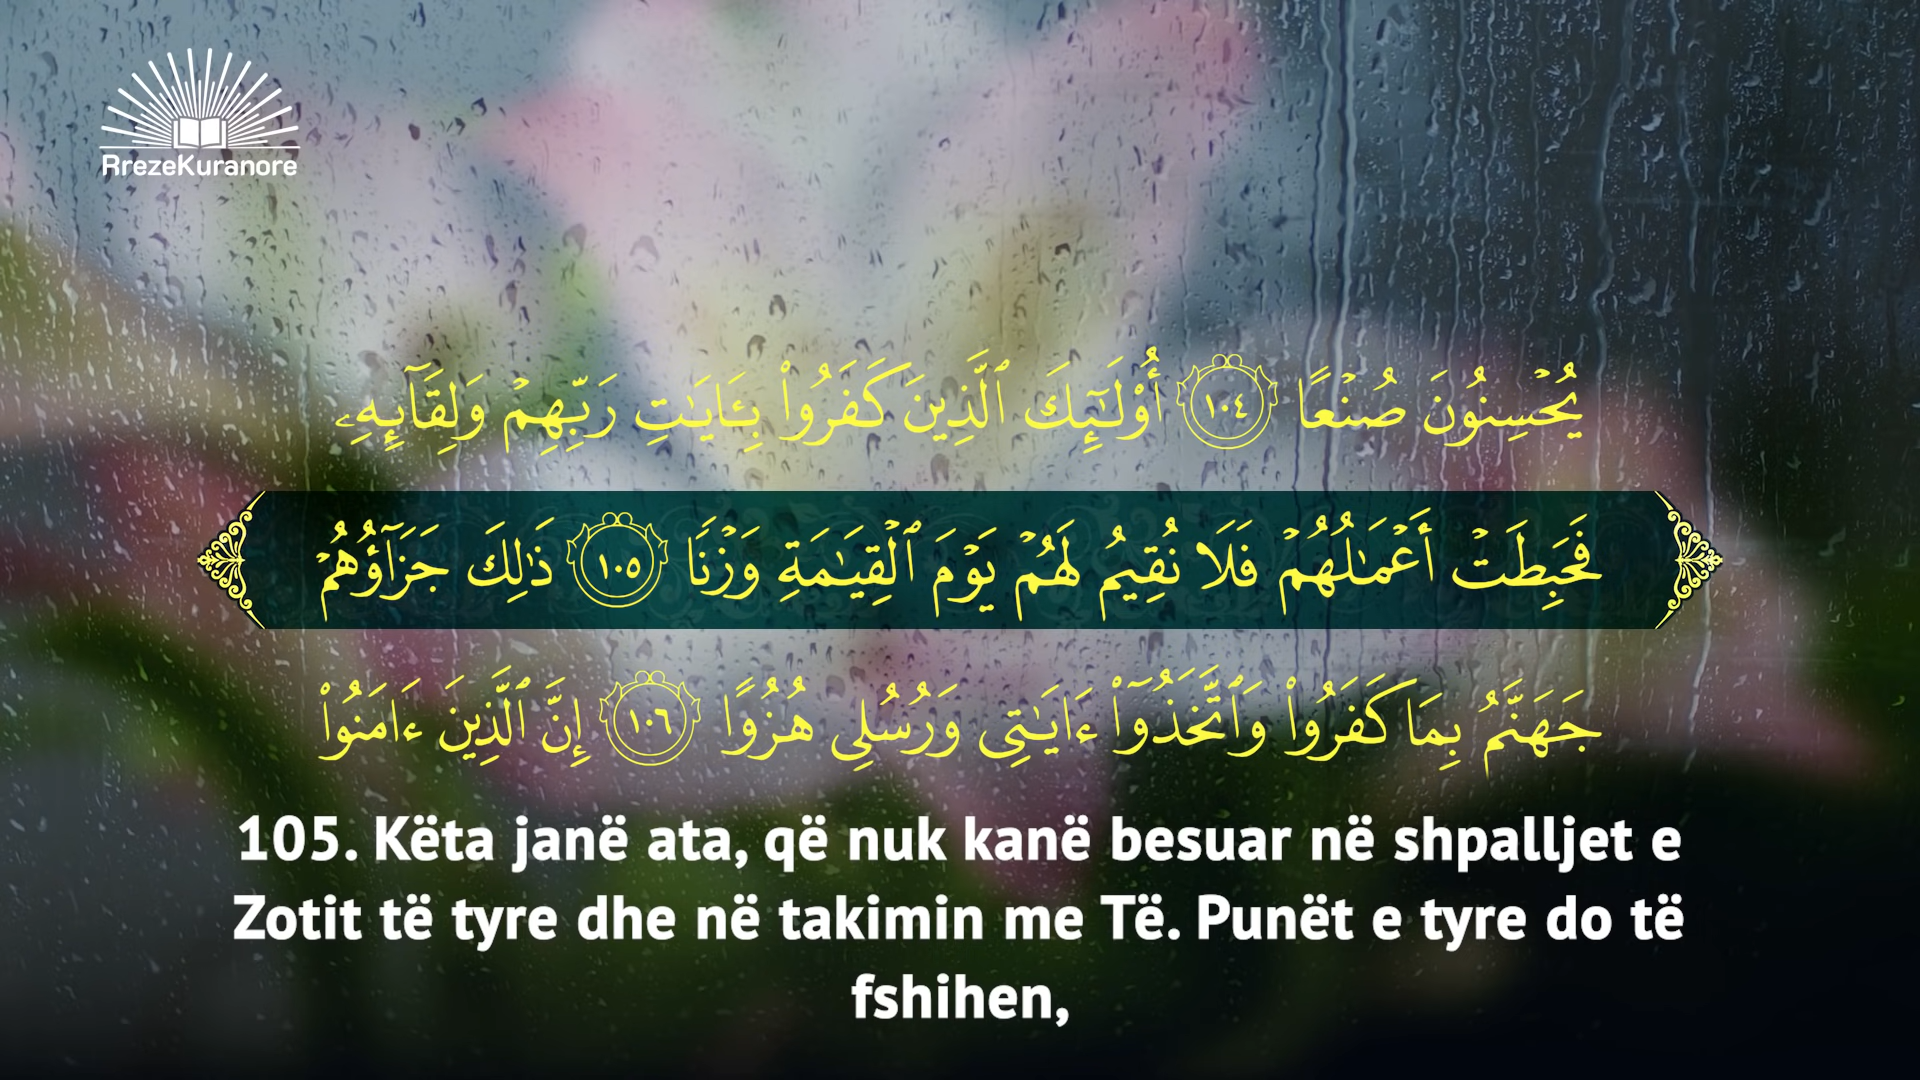 RrezeKuranore
يُحۡسِنُونَ صُنۡعًا ١٠٤ أُوْلَـٰٓئِكَ ٱلَّذِينَ كَفَرُواْ بِـَٔايَـٰتِ رَبِّهِمۡ وَلِقَآئِهِۦ
فَحَبِطَتۡ أَعۡمَـٰلُهُمۡ فَلَا نُقِيمُ لَهُمۡ يَوۡمَ ٱلۡقِيَـٰمَةِ وَزۡنًا ١٠٥ ذَٰلِكَ جَزَآؤُهُمۡ
جَهَنَّمُ بِمَا كَفَرُواْ وَٱتَّخَذُوٓاْ ءَايَـٰتِى وَرُسُلِى هُزُوًا ١٠٦ إِنَّ ٱلَّذِينَ ءَامَنُواْ
105. Këta janë ata, që nuk kanë besuar në shpalljet e
Zotit të tyre dhe në takimin me Të. Punët e tyre do të
fshihen,